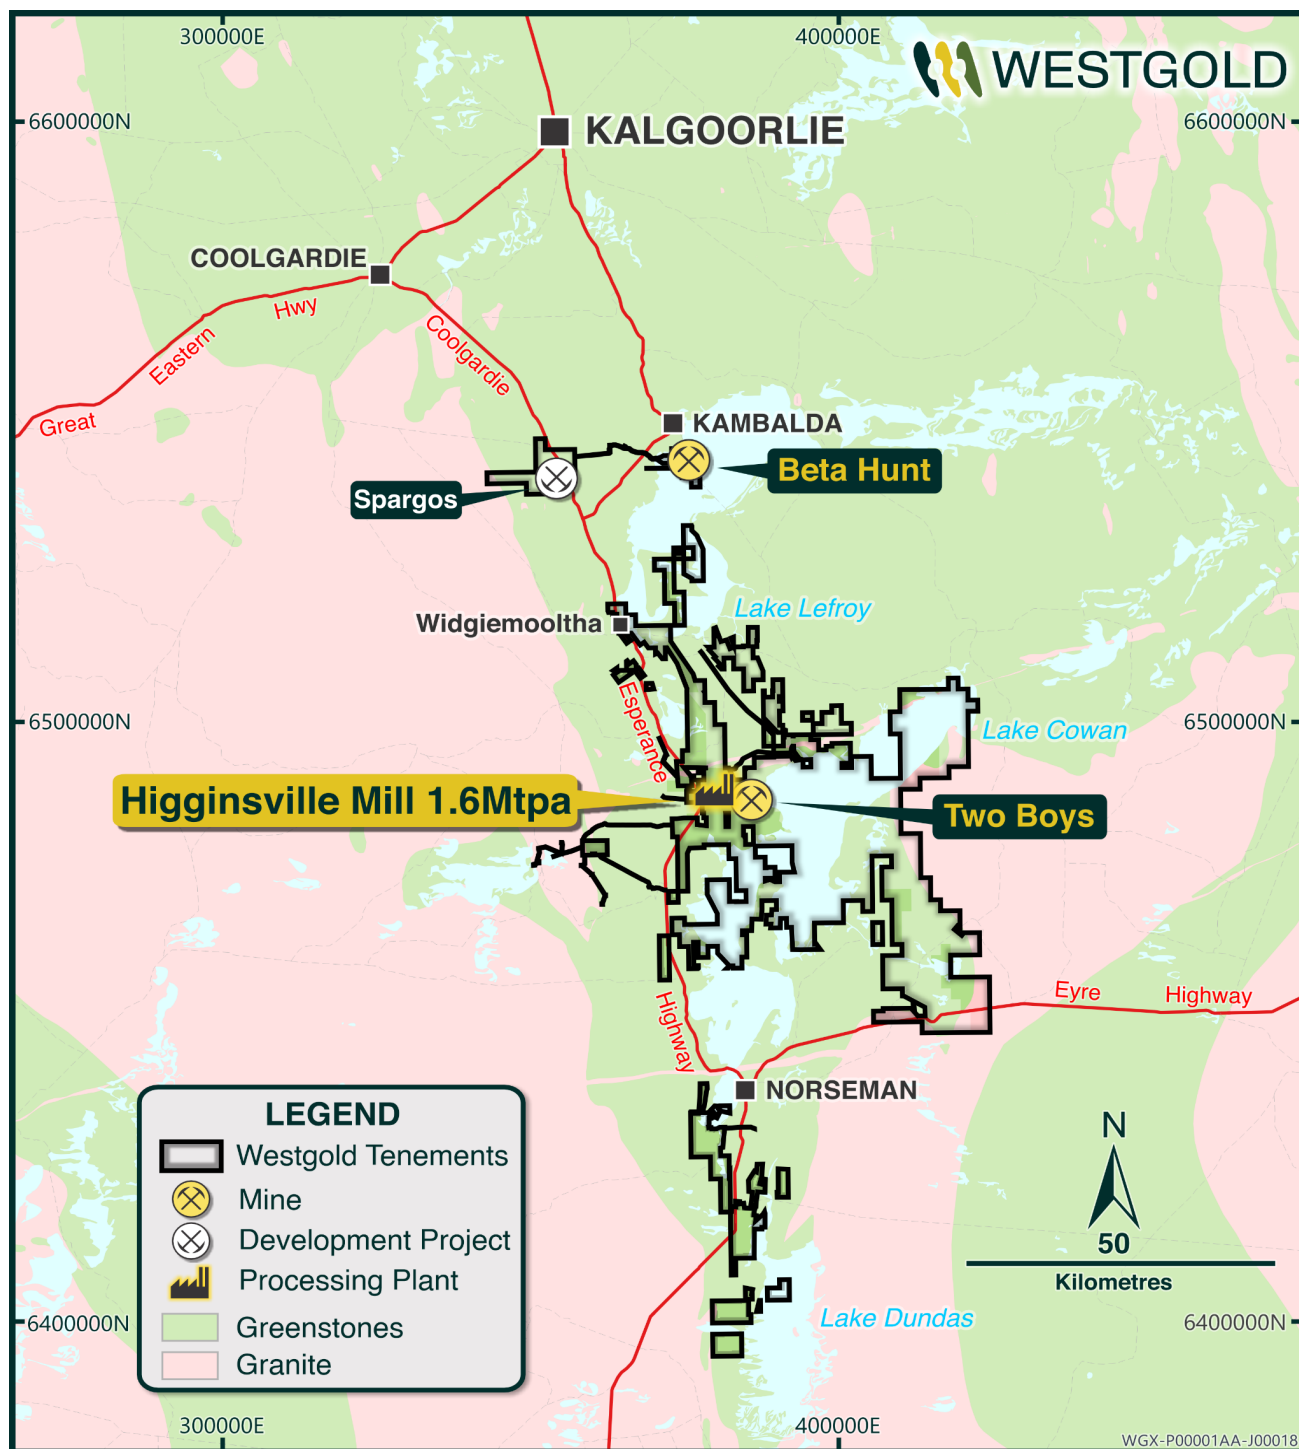 300000E
400000E
WESTGOLD
6600000N
6600000N
KALGOORLIE
COOLGARDIE
Great Eastern Hwy
Coolgardie
KAMBALDA
Beta Hunt
Spargos
Lake Lefroy
Widgiemooltha
Esperance
6500000N
6500000N
Lake Cowan
Higginsville Mill 1.6Mtpa
Two Boys
Highway
Eyre Highway
NORSEMAN
LEGEND
Westgold Tenements
Mine
Development Project
Processing Plant
Greenstones
Granite
N
50
Kilometres
Lake Dundas
6400000N
6400000N
300000E
400000E
WGX-P00001AA-J00018